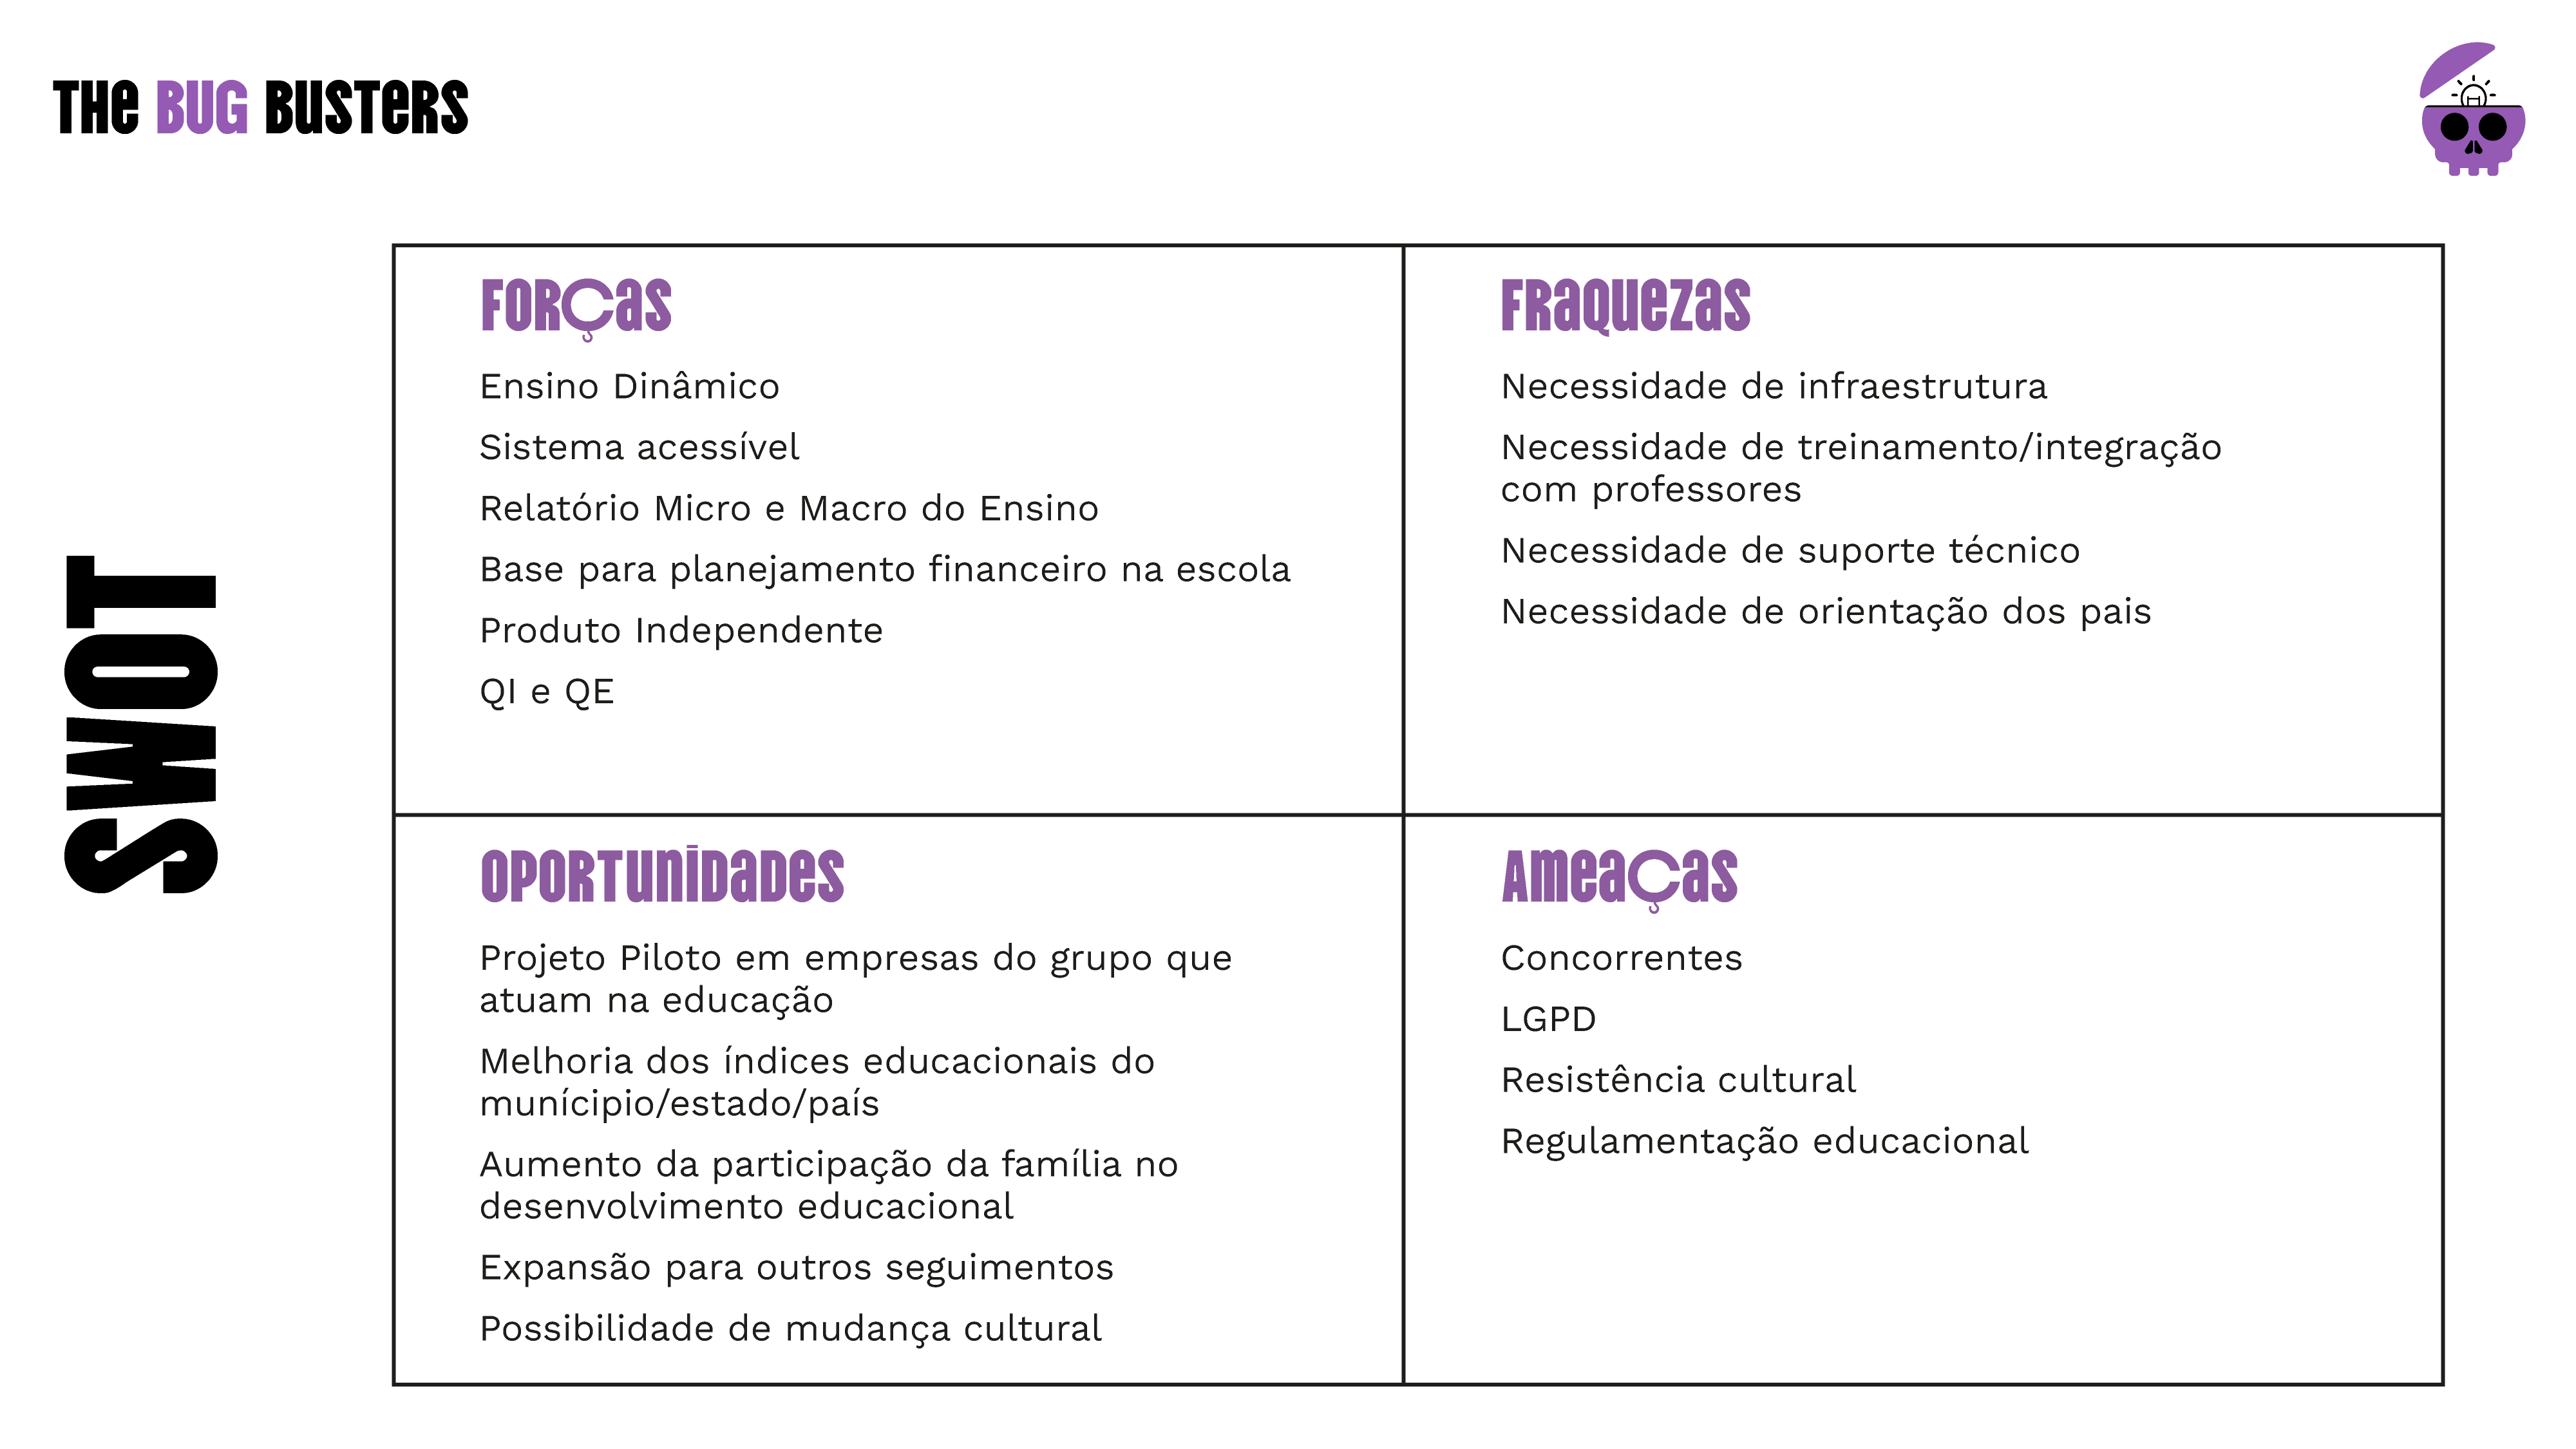 THE BUG BUSTERS
SWOT
FORÇAS
Ensino Dinâmico
Sistema acessível
Relatório Micro e Macro do Ensino
Base para planejamento financeiro na escola
Produto Independente
QI e QE
FRAQUEZAS
Necessidade de infraestrutura
Necessidade de treinamento/integração
com professores
Necessidade de suporte técnico
Necessidade de orientação dos pais
OPORTUNIDADES
Projeto Piloto em empresas do grupo que
atuam na educação
Melhoria dos índices educacionais do
munícipio/estado/país
Aumento da participação da família no
desenvolvimento educacional
Expansão para outros seguimentos
Possibilidade de mudança cultural
AMEAÇAS
Concorrentes
LGPD
Resistência cultural
Regulamentação educacional